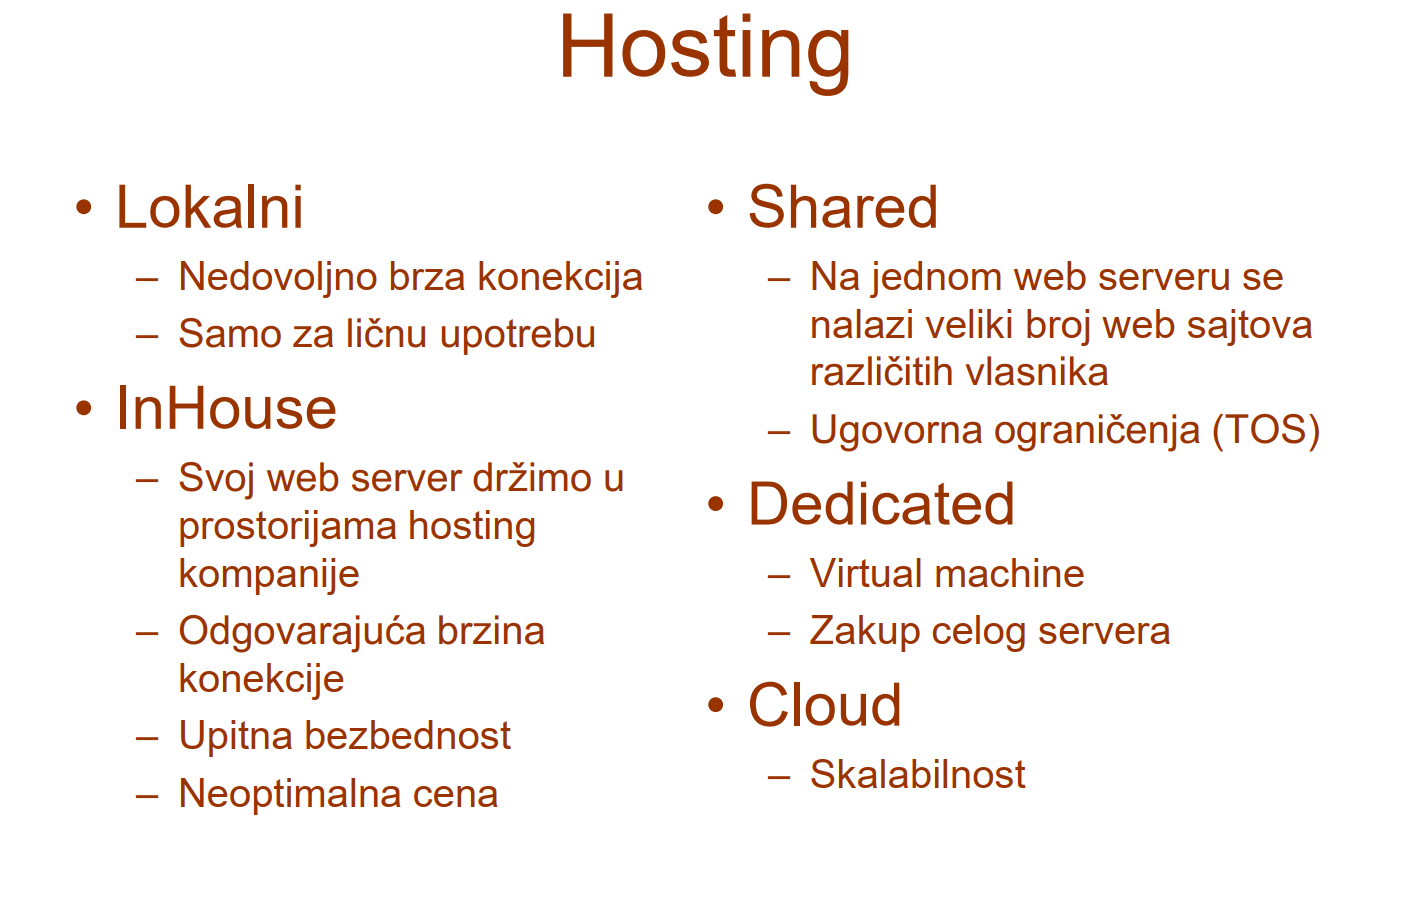 Hosting
• Lokalni
– Nedovoljno brza konekcija
– Samo za ličnu upotrebu
• InHouse
– Svoj web server držimo u
prostorijama hosting
kompanije
– Odgovarajuća brzina
konekcije
– Upitna bezbednost
– Neoptimalna cena
• Shared
– Na jednom web serveru se
nalazi veliki broj web sajtova
različitih vlasnika
– Ugovorna ograničenja (TOS)
• Dedicated
– Virtual machine
– Zakup celog servera
• Cloud
– Skalabilnost